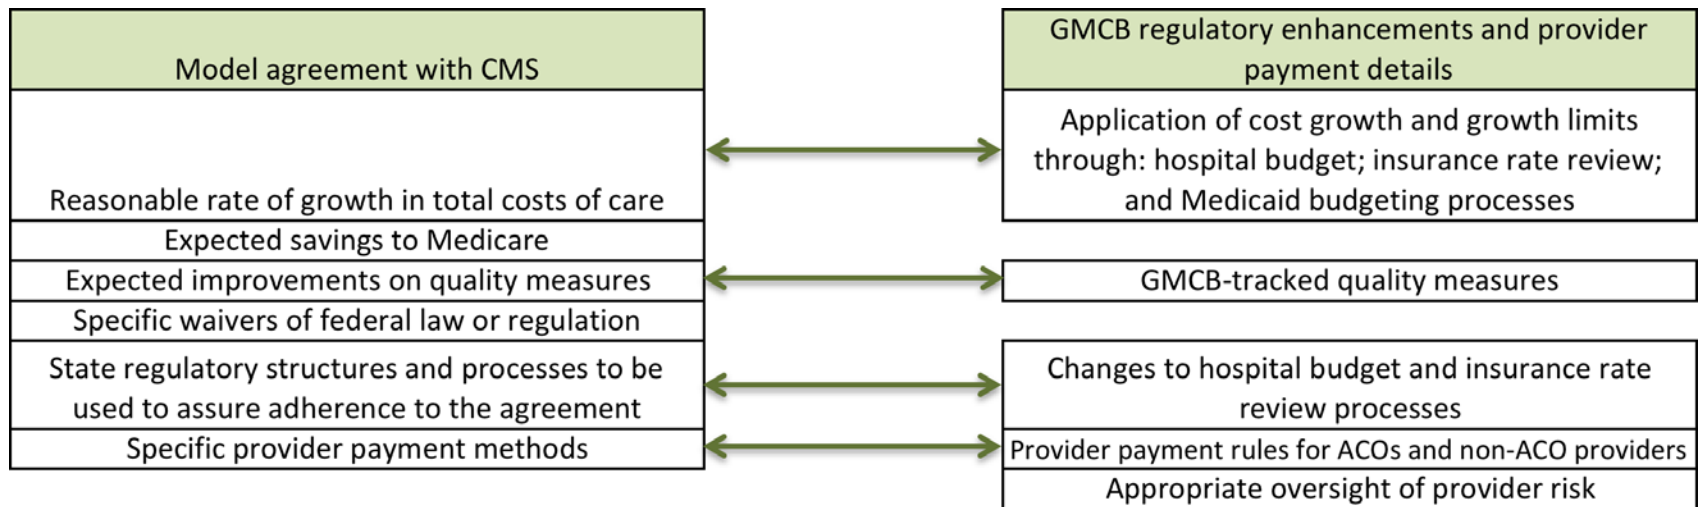 Model agreement with CMS
Reasonable rate of growth in total costs of care
Expected savings to Medicare
Expected improvements on quality measures
Specific waivers of federal law or regulation
State regulatory structures and processes to be
used to assure adherence to the agreement
Specific provider payment methods
GMCB regulatory enhancements and provider
payment details
Application of cost growth and growth limits
through: hospital budget; insurance rate review;
and Medicaid budgeting processes
GMCB-tracked quality measures
Changes to hospital budget and insurance rate
review processes
Provider payment rules for ACOs and non-ACO providers
Appropriate oversight of provider risk